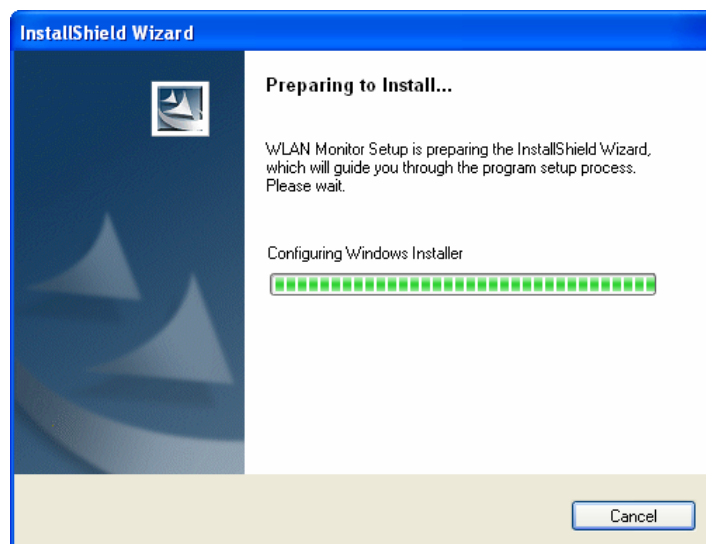 InstallShield Wizard
Preparing to Install...
WLAN Monitor Setup is preparing the InstallShield Wizard,
which will guide you through the program setup process.
Please wait.
Configuring Windows Installer
Cancel